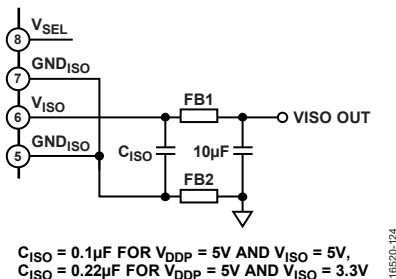 8 VSEL
7 GNDISO
6 VISO
5 GNDISO
FB1
VISO OUT
CISO
10µF
FB2
CISO = 0.1µF FOR VDDP = 5V AND VISO = 5V,
CISO = 0.22µF FOR VDDP = 5V AND VISO = 3.3V
16520-124